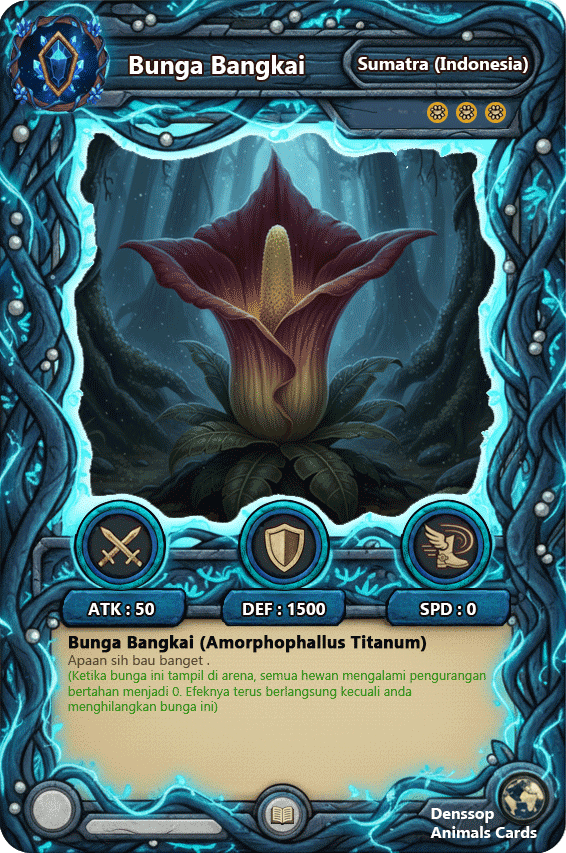 Bunga Bangkai
Sumatra (Indonesia)
ATK : 50
DEF : 1500
SPD : 0
Bunga Bangkai (Amorphophallus Titanum)
Apaan sih bau banget .
(Ketika bunga ini tampil di arena, semua hewan mengalami pengurangan
bertahan menjadi 0. Efeknya terus berlangsung kecuali anda
menghilangkan bunga ini)
Denssop
Animals Cards